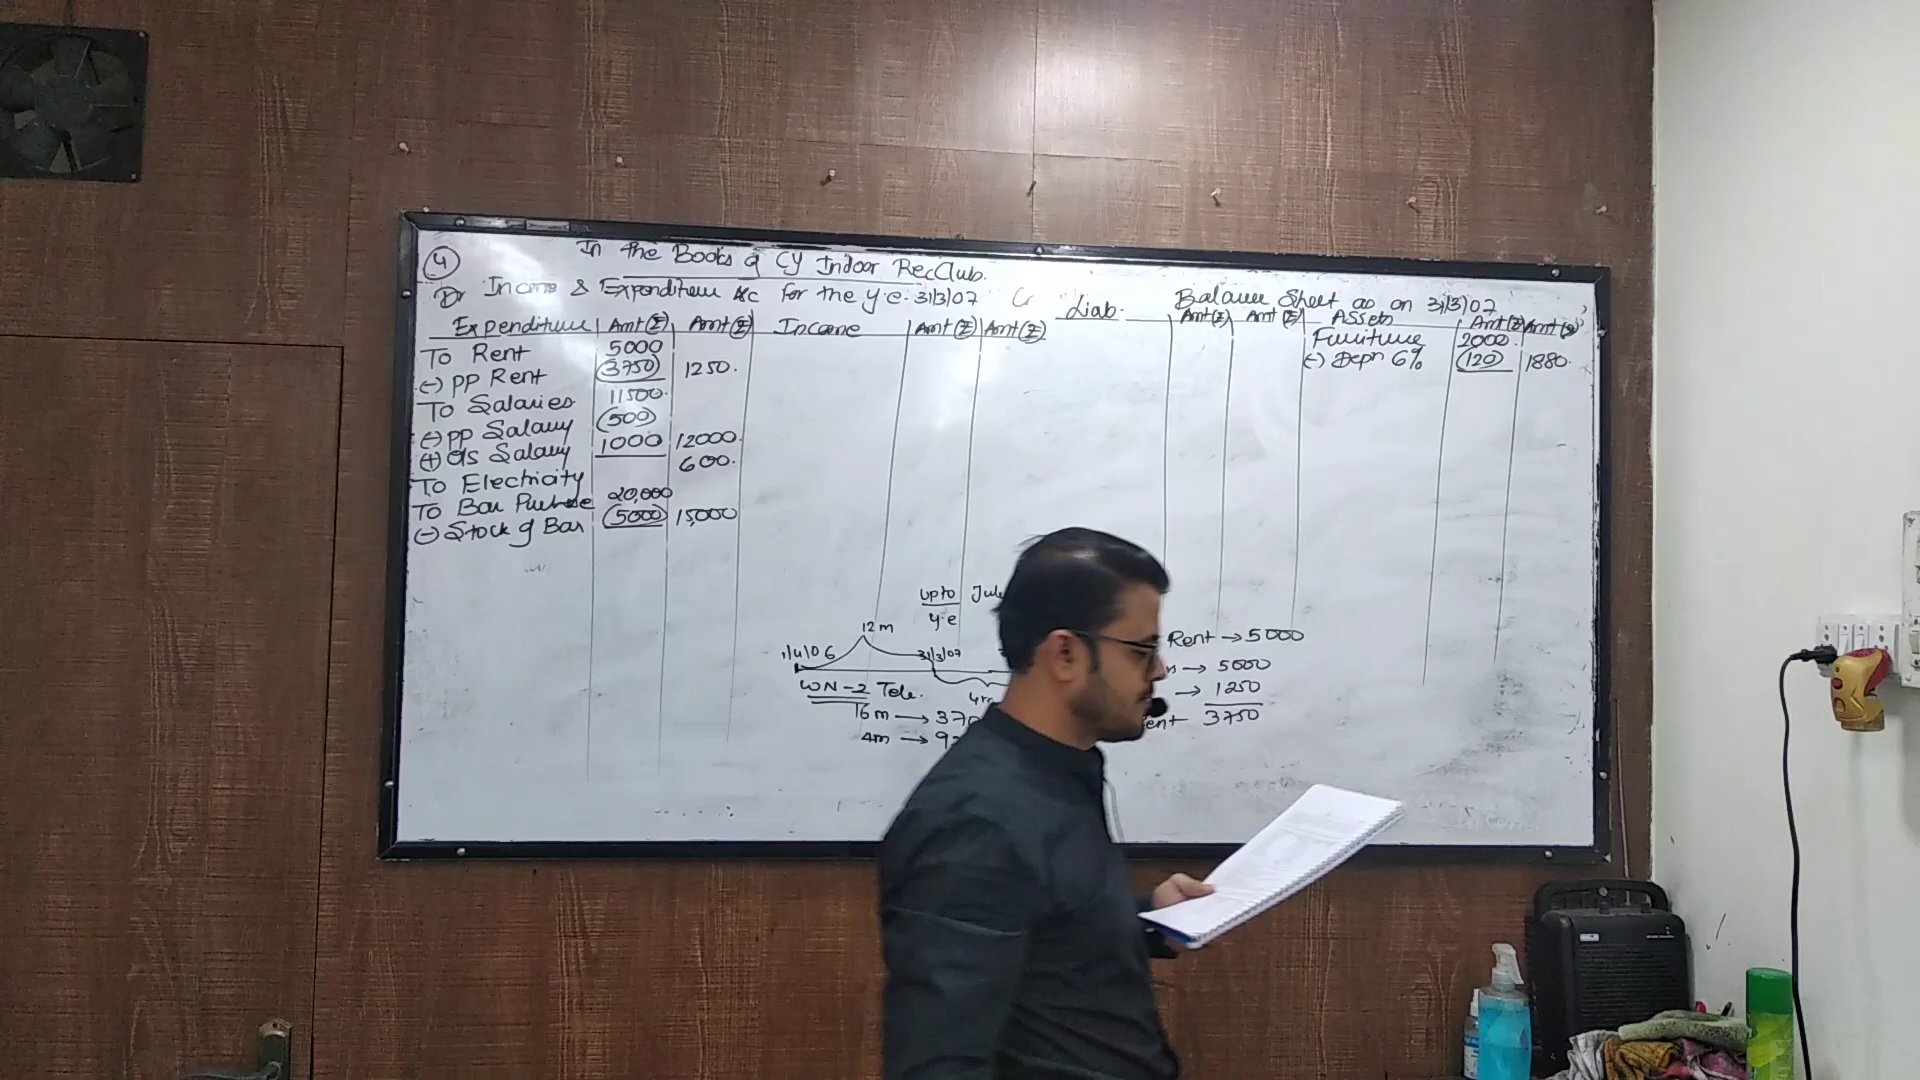 4
In the Books of CY Indoor Rec Club.
Dr Income & Expenditure A/c for the y.e. 31/3/07 Cr
Expenditure Amt(₹) Amt(₹) Income Amt(₹) Amt(₹)
To Rent 5000
(-) PP Rent (3750) 1250.
To Salaries 11500.
(-) PP Salary (500)
(+) O/s Salary 1000 12000.
To Electricity 600.
To Bar Purchase 20,000
(-) Stock of Bar (5000) 15,000
Balance Sheet as on 31/3/07
Liab. Amt(₹) Amt(₹) Assets Amt(₹) Amt(₹)
Furniture 2000.
(-) Depn 6% (120) 1880.
upto
y.e
12m
1/4/06 31/3/07
WN-2 Tele.
16m → 370
4m → 9
Rent → 5000
→ 5000
→ 1250
3750